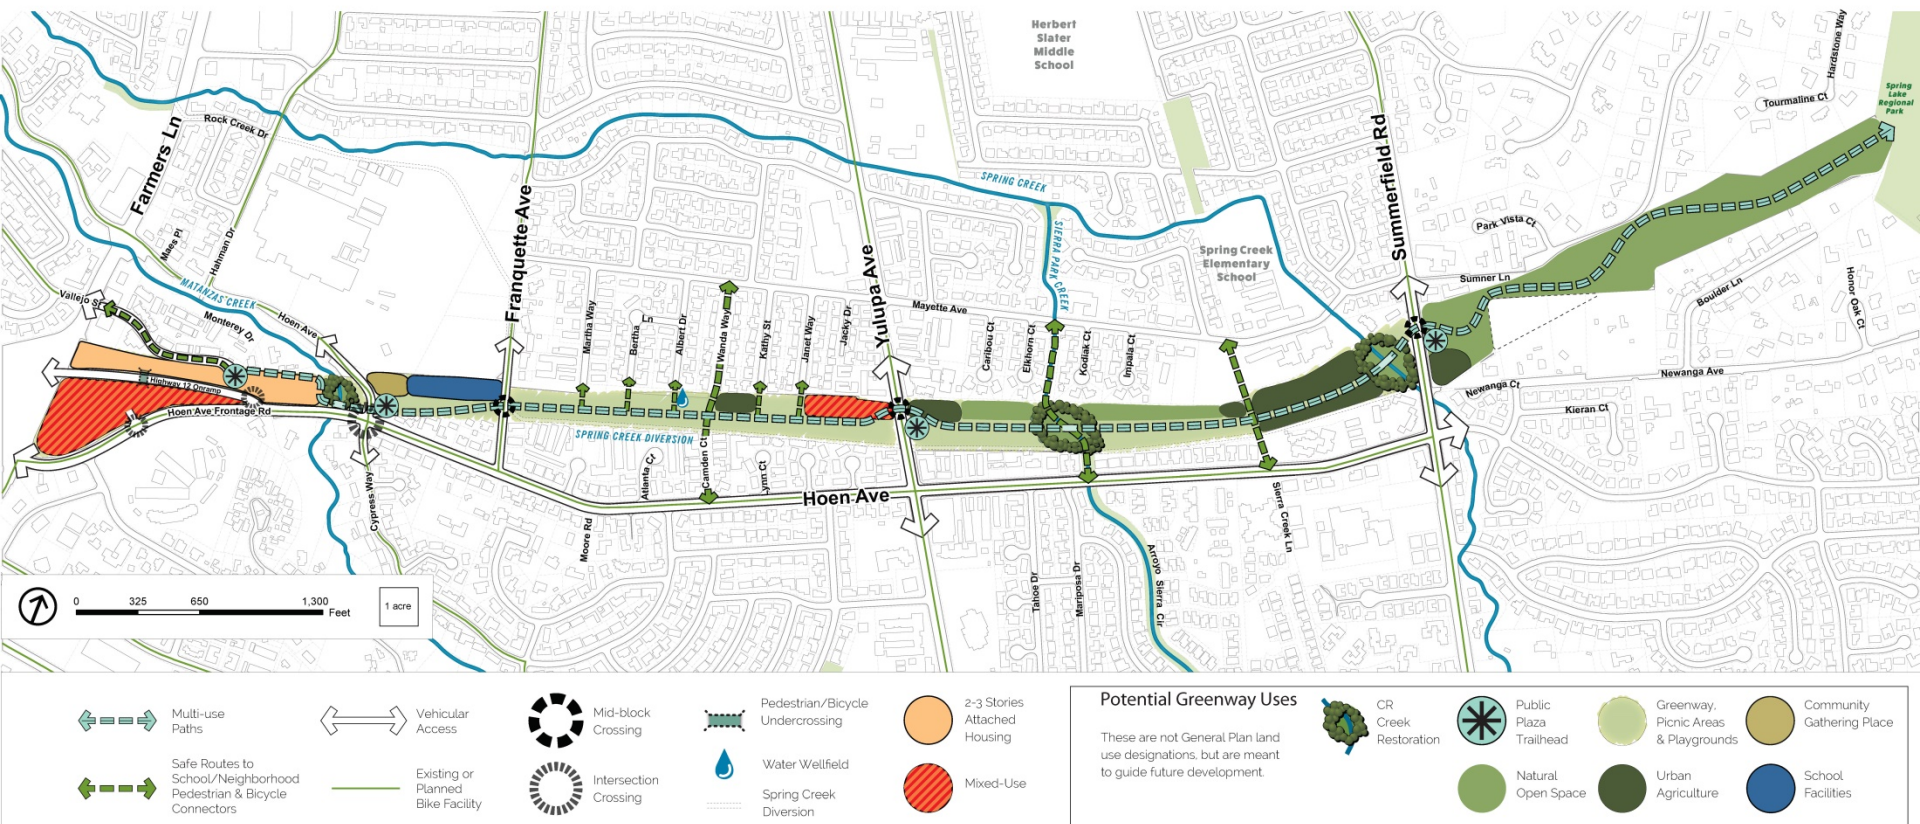 Herbert
Slater
Middle
School
Hardstone Way
Tourmaline Ct
Spring
Lake
Regional
Park
Farmers Ln
Rock Creek Dr
Maes Pl
Hahman Dr
MATANZAS CREEK
Vallejo St
Monterey Dr
Hoen Ave
Highway 12 Onramp
Hoen Ave Frontage Rd
Cypress Way
Franquette Ave
SPRING CREEK
SIERRA PARK CREEK
Spring Creek
Elementary
School
Summerfield Rd
Park Vista Ct
Sumner Ln
Boulder Ln
Honor Oak Ct
Newanga Ave
Newanga Ct
Kieran Ct
Martha Way
Bertha Ln
Albert Dr
Wanda Way
Kathy St
Janet Way
Jacky Dr
Yulupa Ave
Mayette Ave
Caribou Ct
Elkhorn Ct
Kodiak Ct
Impala Ct
SPRING CREEK DIVERSION
Atlanta Ct
Camden Ct
Lynn Ct
Hoen Ave
Moore Rd
Tahoe Dr
Mariposa Dr
Arroyo Sierra Cir
Sierra Creek Ln
0 325 650 1,300
Feet
1 acre
Multi-use
Paths
Safe Routes to
School/Neighborhood
Pedestrian & Bicycle
Connectors
Vehicular
Access
Existing or
Planned
Bike Facility
Mid-block
Crossing
Intersection
Crossing
Pedestrian/Bicycle
Undercrossing
Water Wellfield
Spring Creek
Diversion
2-3 Stories
Attached
Housing
Mixed-Use
Potential Greenway Uses
These are not General Plan land
use designations, but are meant
to guide future development.
CR
Creek
Restoration
Public
Plaza
Trailhead
Greenway,
Picnic Areas
& Playgrounds
Community
Gathering Place
Natural
Open Space
Urban
Agriculture
School
Facilities